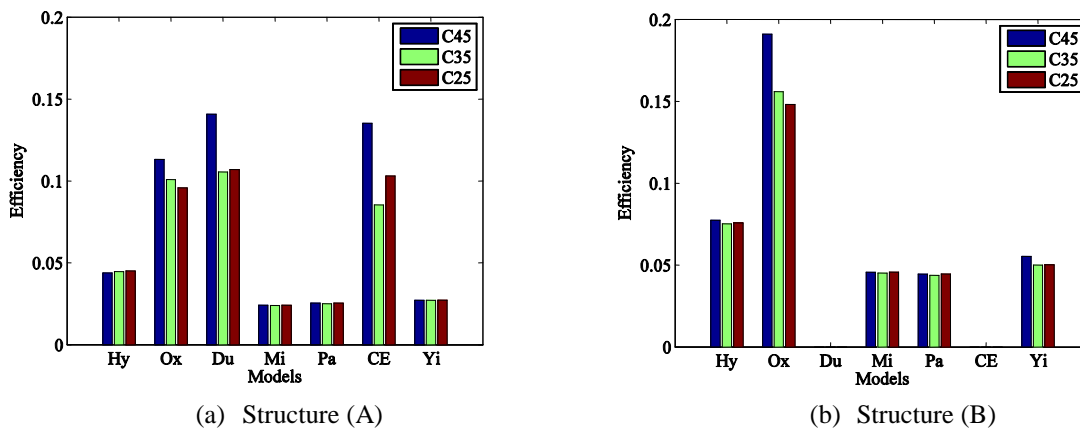 0.2
0.15
0.1
0.05
0
Efficiency
C45
C35
C25
Hy Ox Du Mi Pa CE Yi
Models
(a) Structure (A)
0.2
0.15
0.1
0.05
0
Efficiency
C45
C35
C25
Hy Ox Du Mi Pa CE Yi
Models
(b) Structure (B)